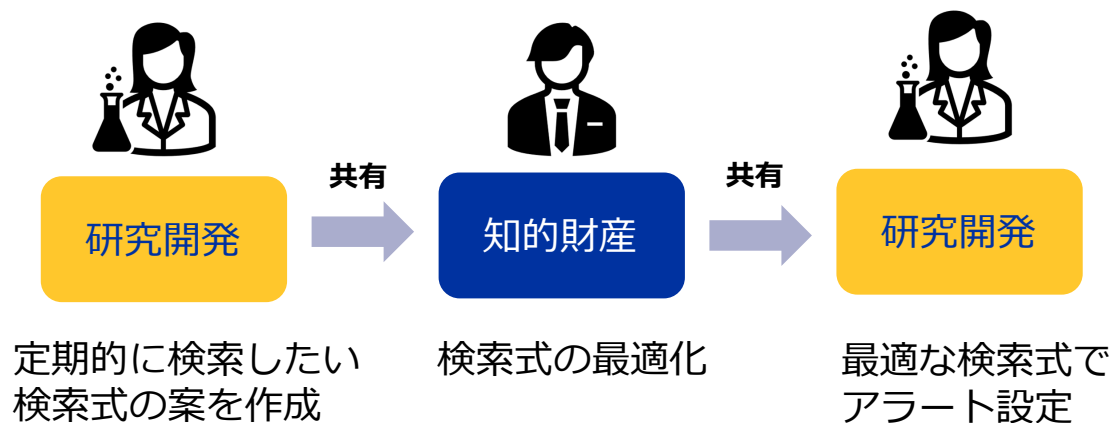 共有
共有
研究開発
知的財産
研究開発
定期的に検索したい
検索式の案を作成
検索式の最適化
最適な検索式で
アラート設定